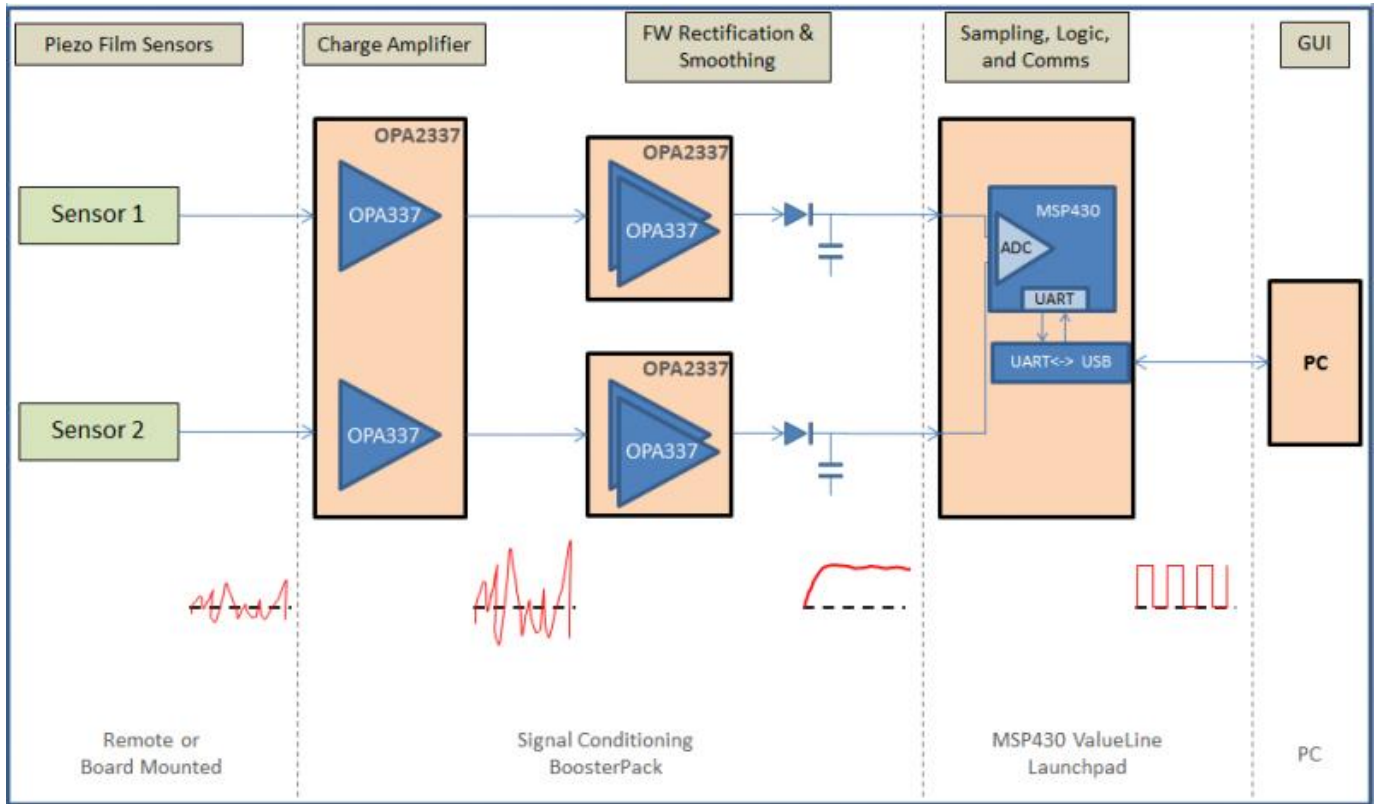 Piezo Film Sensors
Charge Amplifier
FW Rectification &
Smoothing
Sampling, Logic,
and Comms
GUI
OPA2337
OPA337
OPA337
OPA2337
OPA337
OPA2337
OPA337
Sensor 1
Sensor 2
MSP430
ADC
UART
UART<-> USB
PC
Remote or
Board Mounted
Signal Conditioning
BoosterPack
MSP430 ValueLine
Launchpad
PC